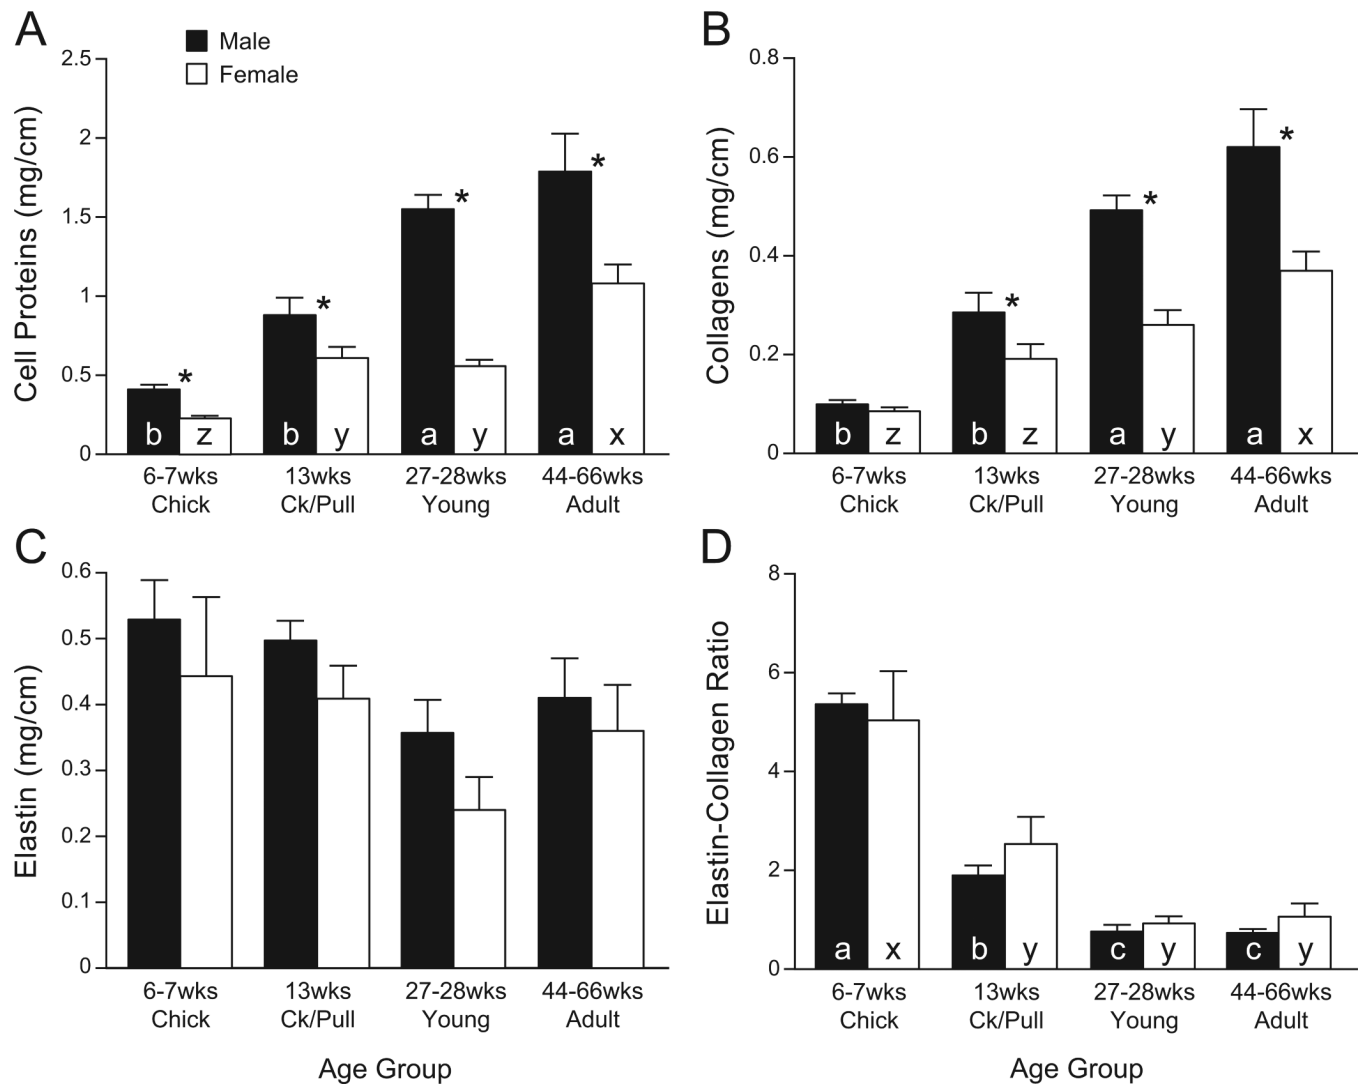 A
Male
Female
Cell Proteins (mg/cm)
2.5
2
1.5
1
0.5
0
* * * *
b z b y a y a x
6-7wks 13wks 27-28wks 44-66wks
Chick Ck/Pull Young Adult
B
Collagens (mg/cm)
0.8
0.6
0.4
0.2
0
* * *
b z b z a y a x
6-7wks 13wks 27-28wks 44-66wks
Chick Ck/Pull Young Adult
C
Elastin (mg/cm)
0.6
0.5
0.4
0.3
0.2
0.1
0
6-7wks 13wks 27-28wks 44-66wks
Chick Ck/Pull Young Adult
Age Group
D
Elastin-Collagen Ratio
8
6
4
2
0
a x b y c y c y
6-7wks 13wks 27-28wks 44-66wks
Chick Ck/Pull Young Adult
Age Group